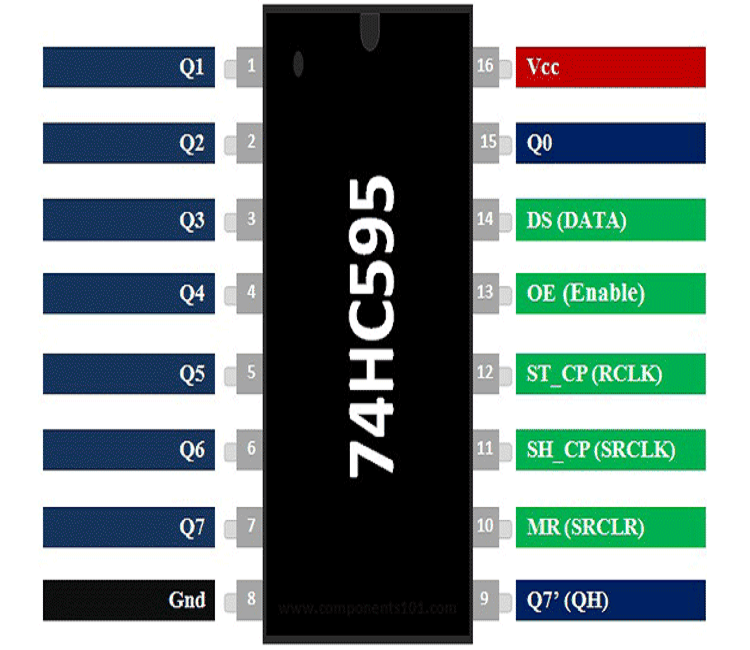 Q1 1 16 Vcc
Q2 2 15 Q0
Q3 3 14 DS (DATA)
Q4 4 13 OE (Enable)
Q5 5 12 ST_CP (RCLK)
Q6 6 11 SH_CP (SRCLK)
Q7 7 10 MR (SRCLR)
Gnd 8 9 Q7’ (QH)
74HC595
www.components101.com